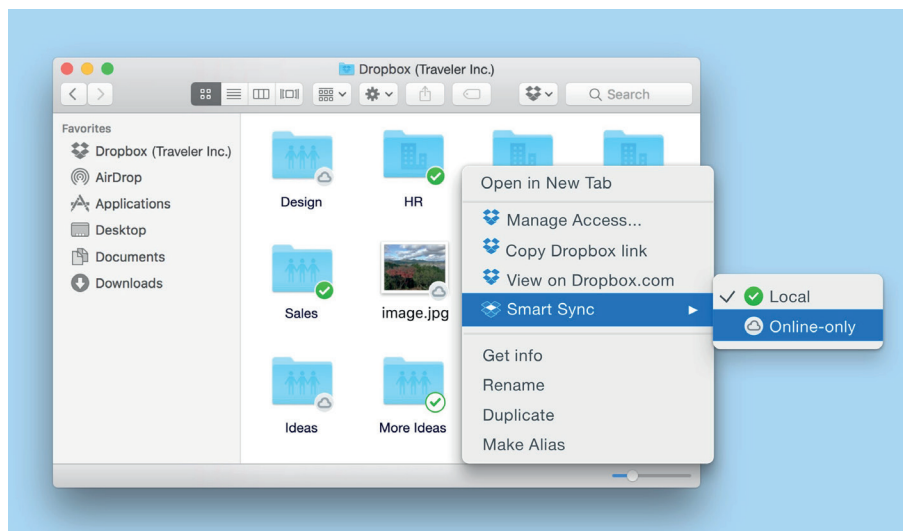 Dropbox (Traveler Inc.)
Search
Favorites
Dropbox (Traveler Inc.)
AirDrop
Applications
Desktop
Documents
Downloads
Design
HR
Sales
image.jpg
Ideas
More Ideas
Open in New Tab
Manage Access...
Copy Dropbox link
View on Dropbox.com
Smart Sync
Get info
Rename
Duplicate
Make Alias
Local
Online-only